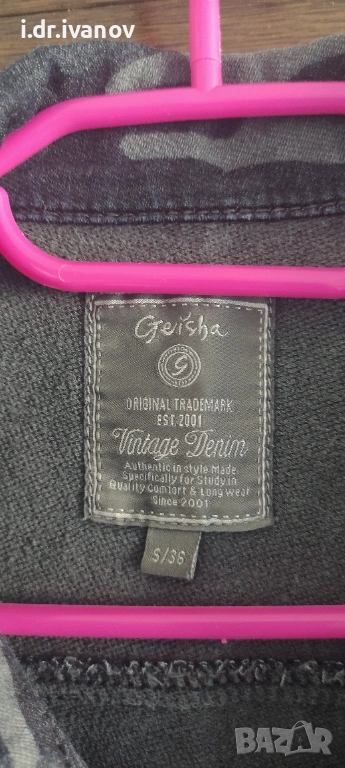 i.dr.ivanov
Geisha
G
ORIGINAL TRADEMARK
EST 2001
Vintage Denim
Authentic in style Made
Specifically for Study in
Quality Comfort & Long wear
Since 2001
S/36
BAZAR